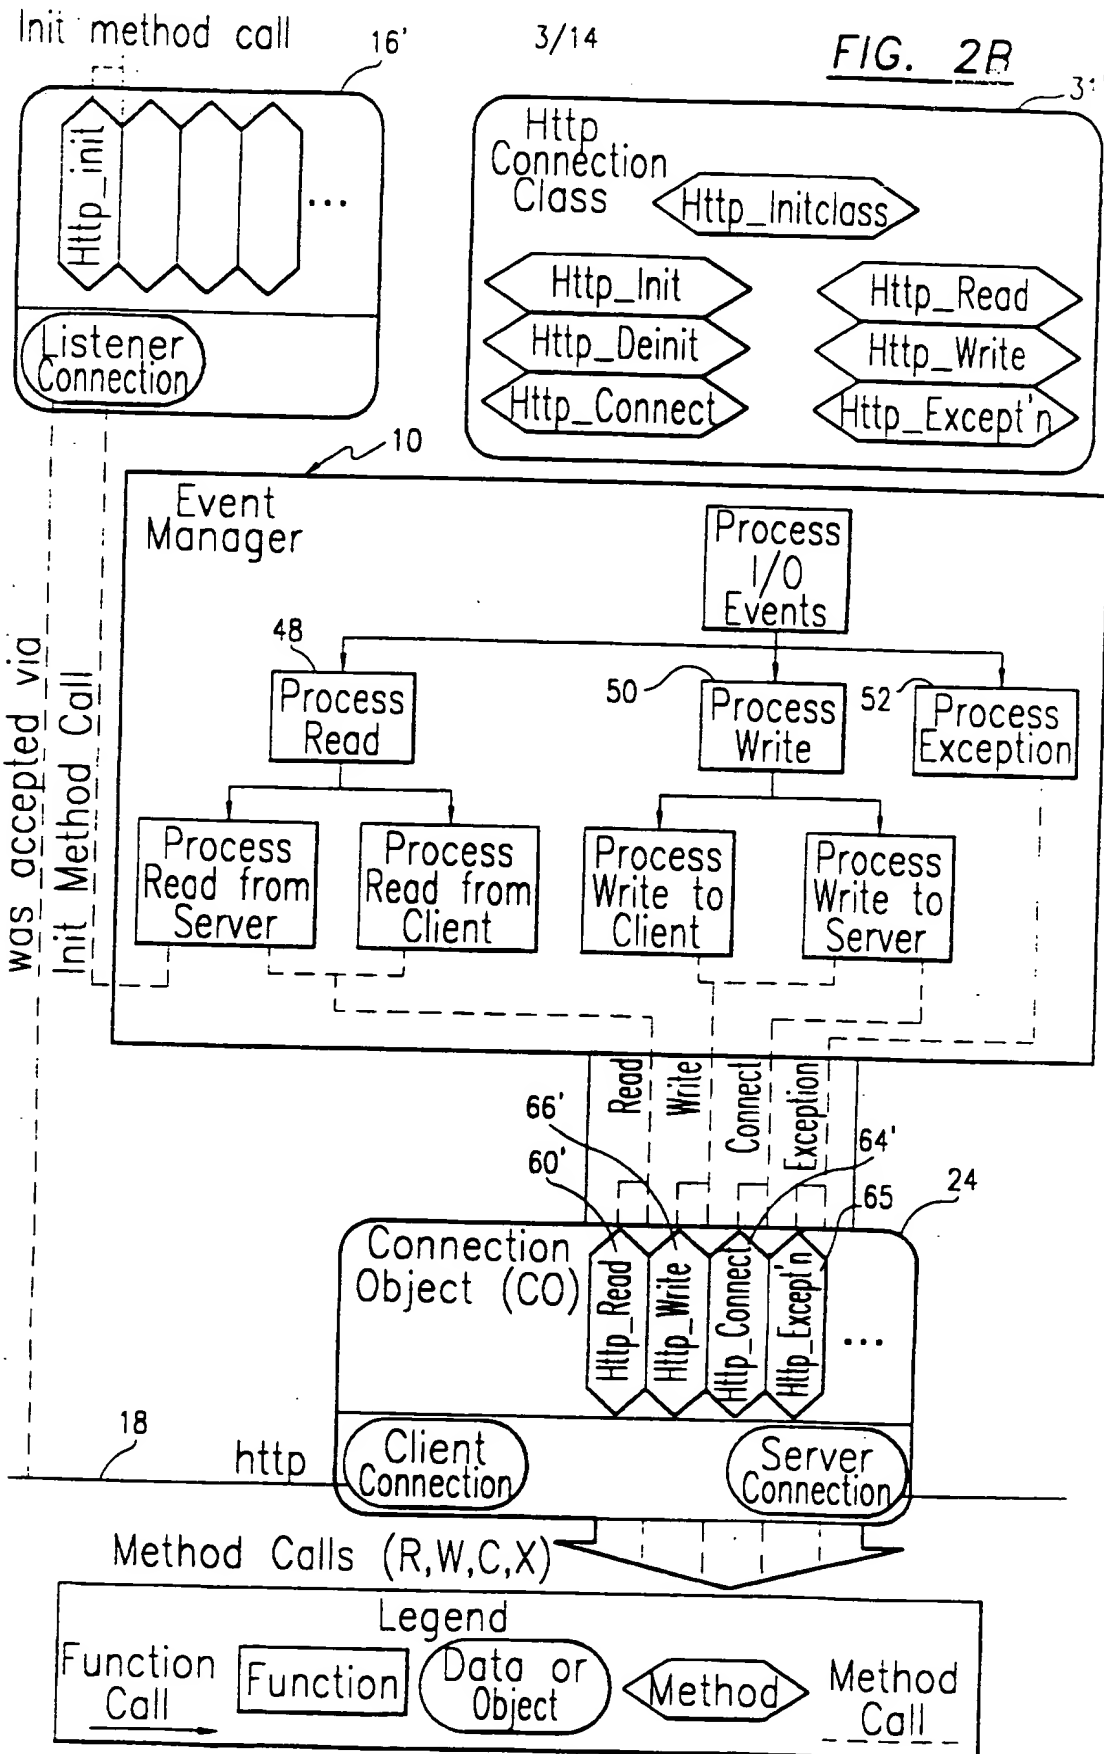 Init method call
16'
3/14
FIG. 2B
Http_init
...
Listener
Connection
Http
Connection
Class
Http_Initclass
Http_Init
Http_Deinit
Http_Connect
Http_Read
Http_Write
Http_Except'n
10
Event
Manager
Process
I/O
Events
48
Process
Read
50
Process
Write
52
Process
Exception
Process
Read from
Server
Process
Read from
Client
Process
Write to
Client
Process
Write to
Server
was accepted via
Init Method Call
Read
Write
Connect
Exception
66'
60'
64'
65
24
Connection
Object (CO)
Http_Read
Http_Write
Http_Connect
Http_Except'n
...
18
http
Client
Connection
Server
Connection
Method Calls (R,W,C,X)
Legend
Function
Call
Function
Data or
Object
Method
Method
Call